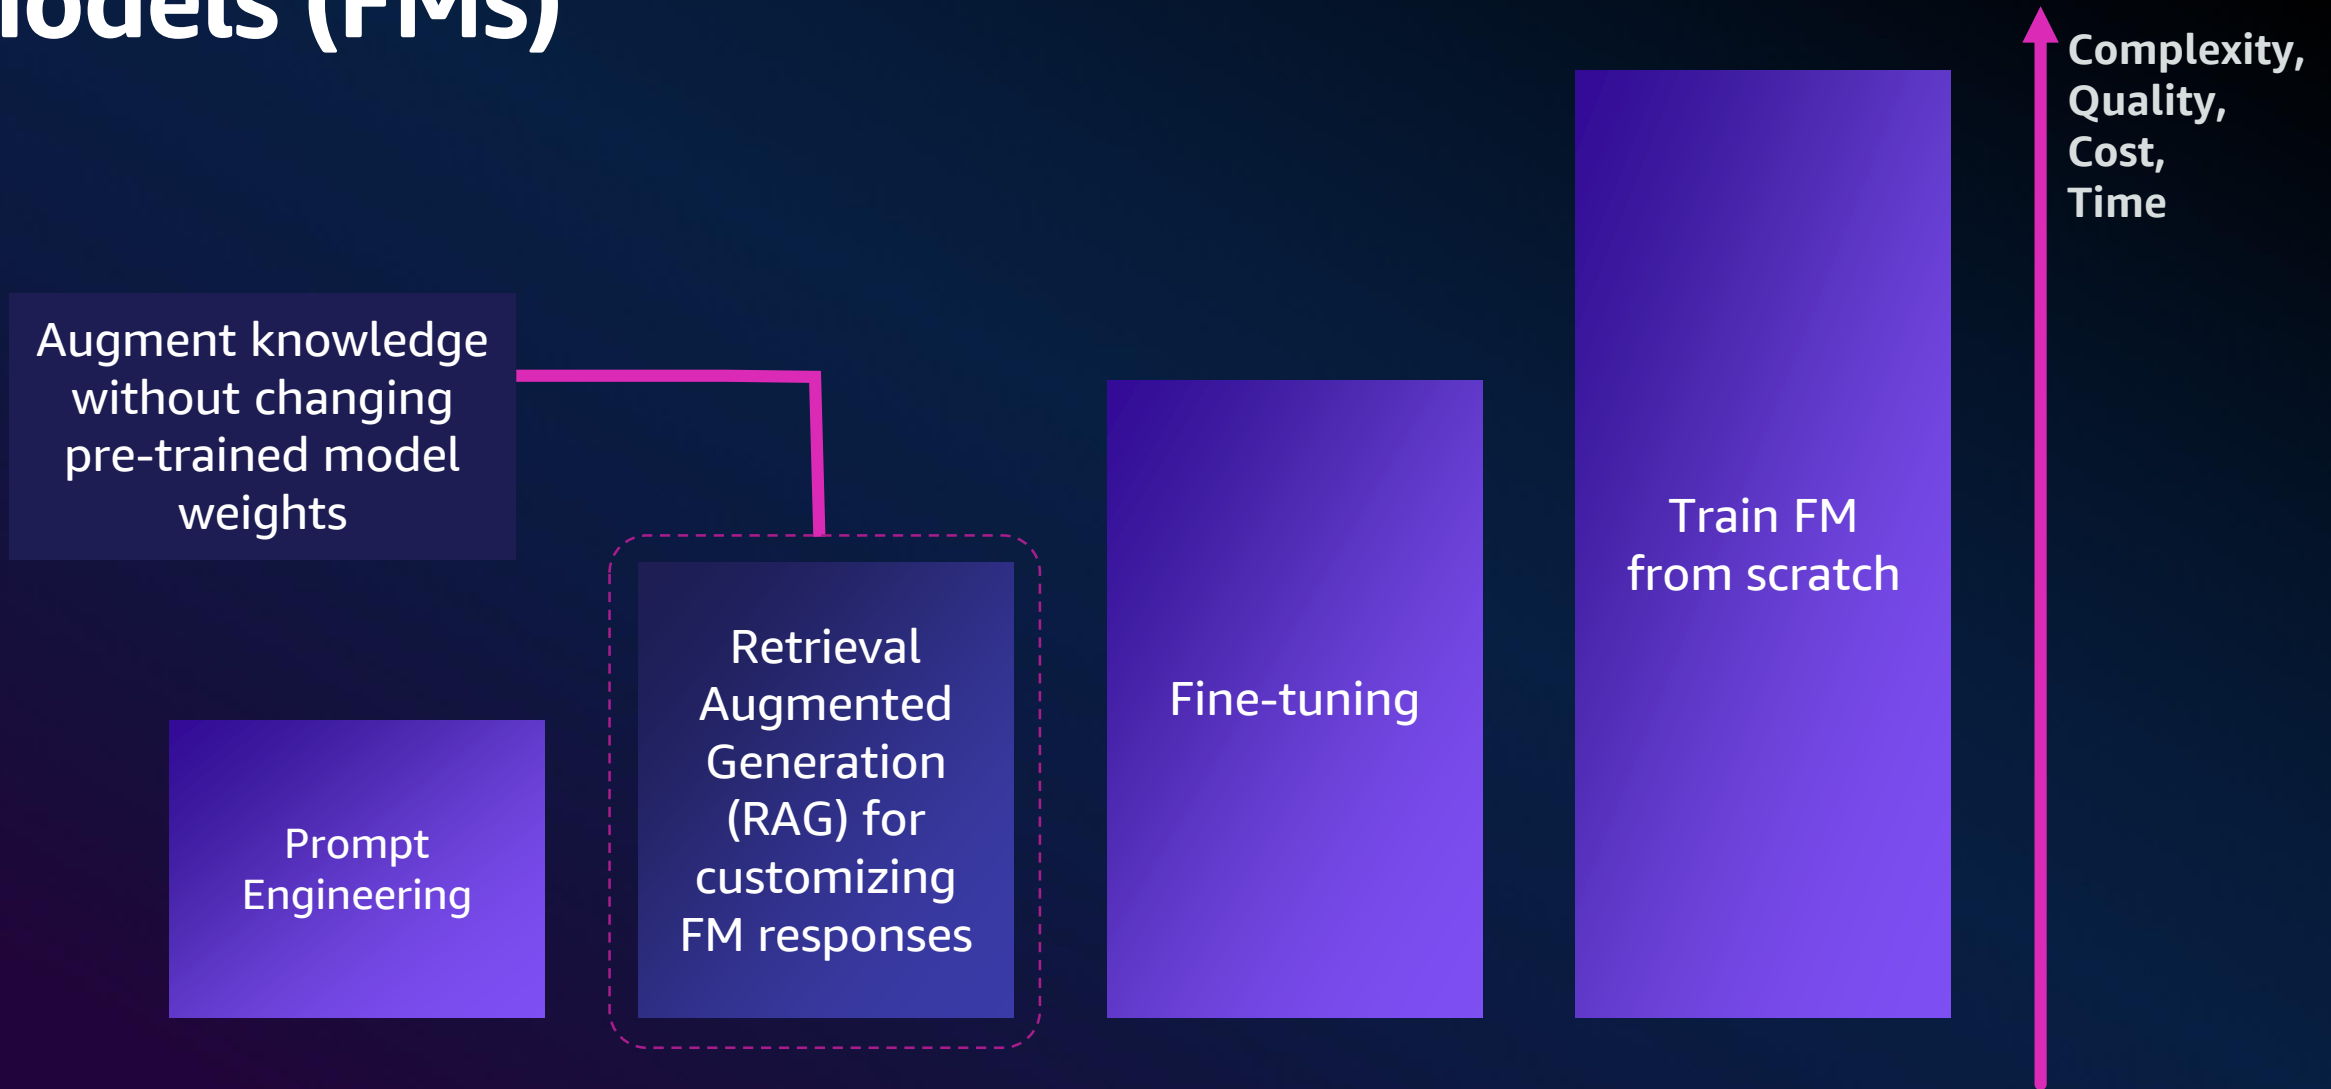 (FMs)
Complexity,
Quality,
Cost,
Time
Augment knowledge
without changing
pre-trained model
weights
Prompt
Engineering
Retrieval
Augmented
Generation
(RAG) for
customizing
FM responses
Fine-tuning
Train FM
from scratch